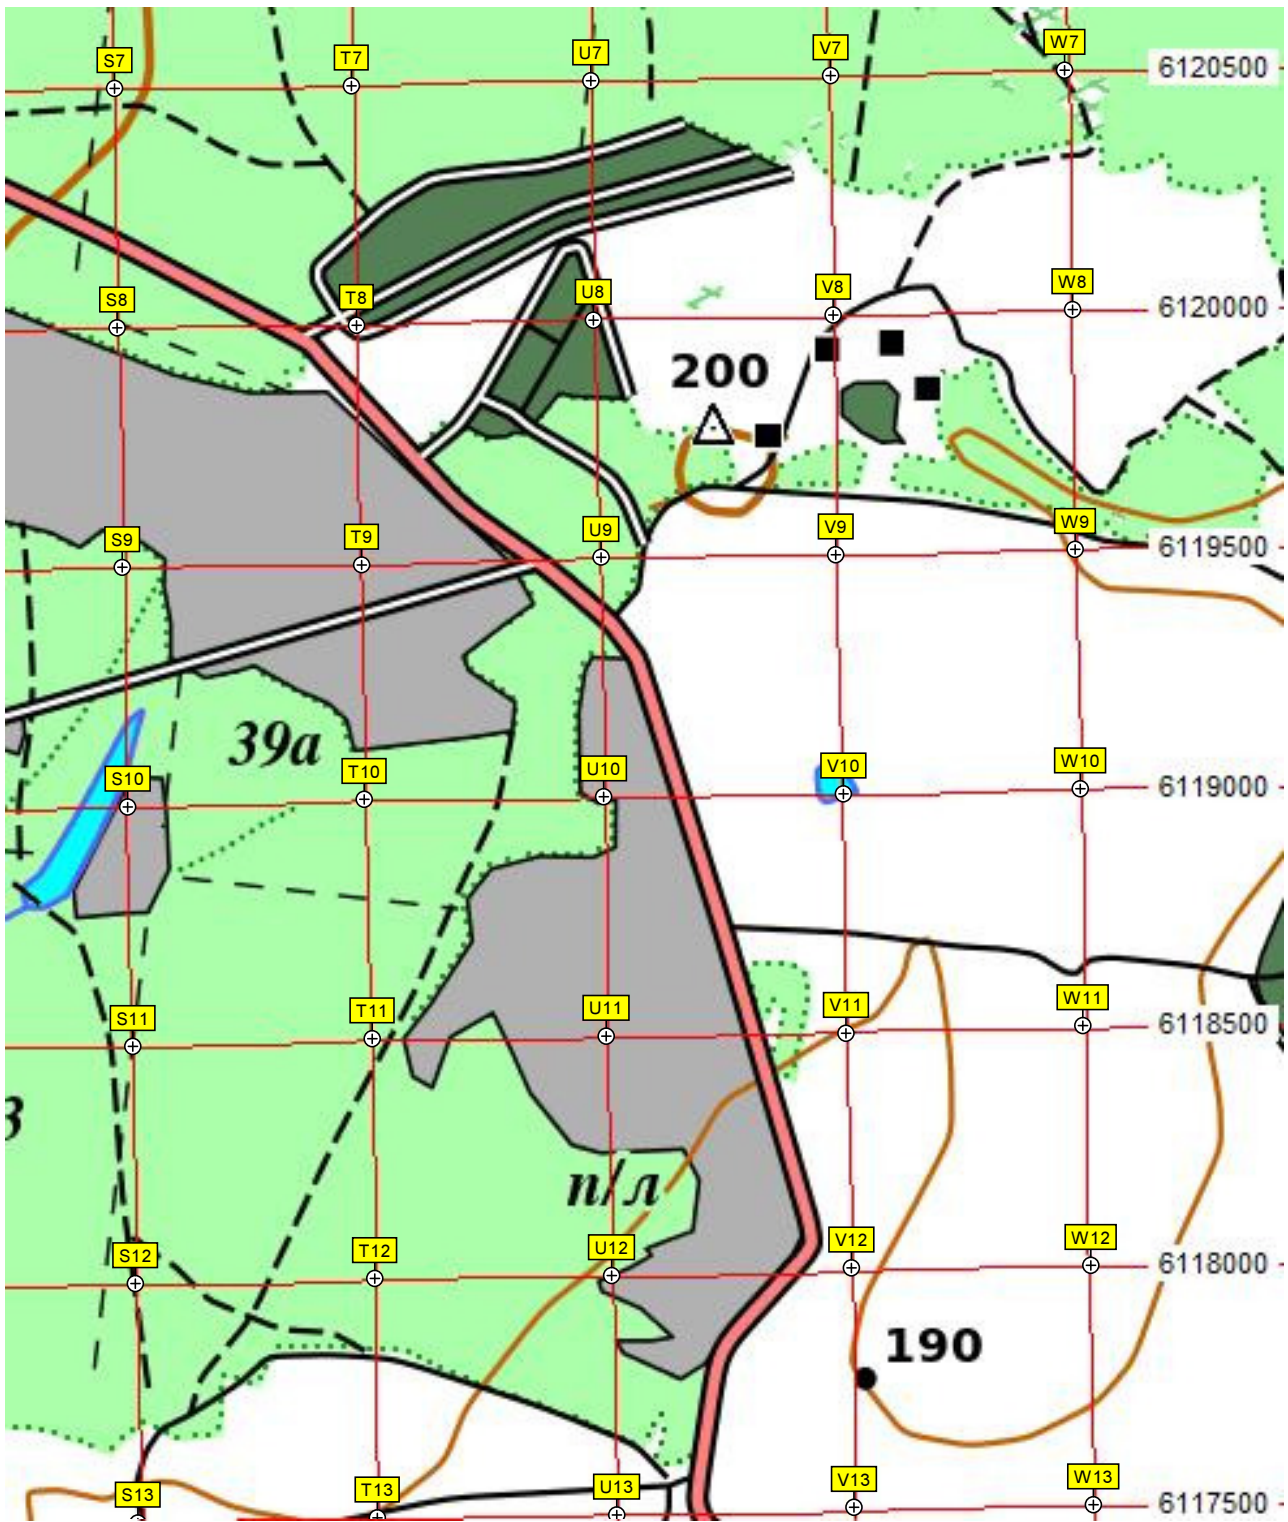 S7 T7 U7 V7 W7 6120500
S8 T8 U8 V8 W8 6120000
200
S9 T9 U9 V9 W9 6119500
39а
S10 T10 U10 V10 W10 6119000
S11 T11 U11 V11 W11 6118500
3
п/л
S12 T12 U12 V12 W12 6118000
190
S13 T13 U13 V13 W13 6117500